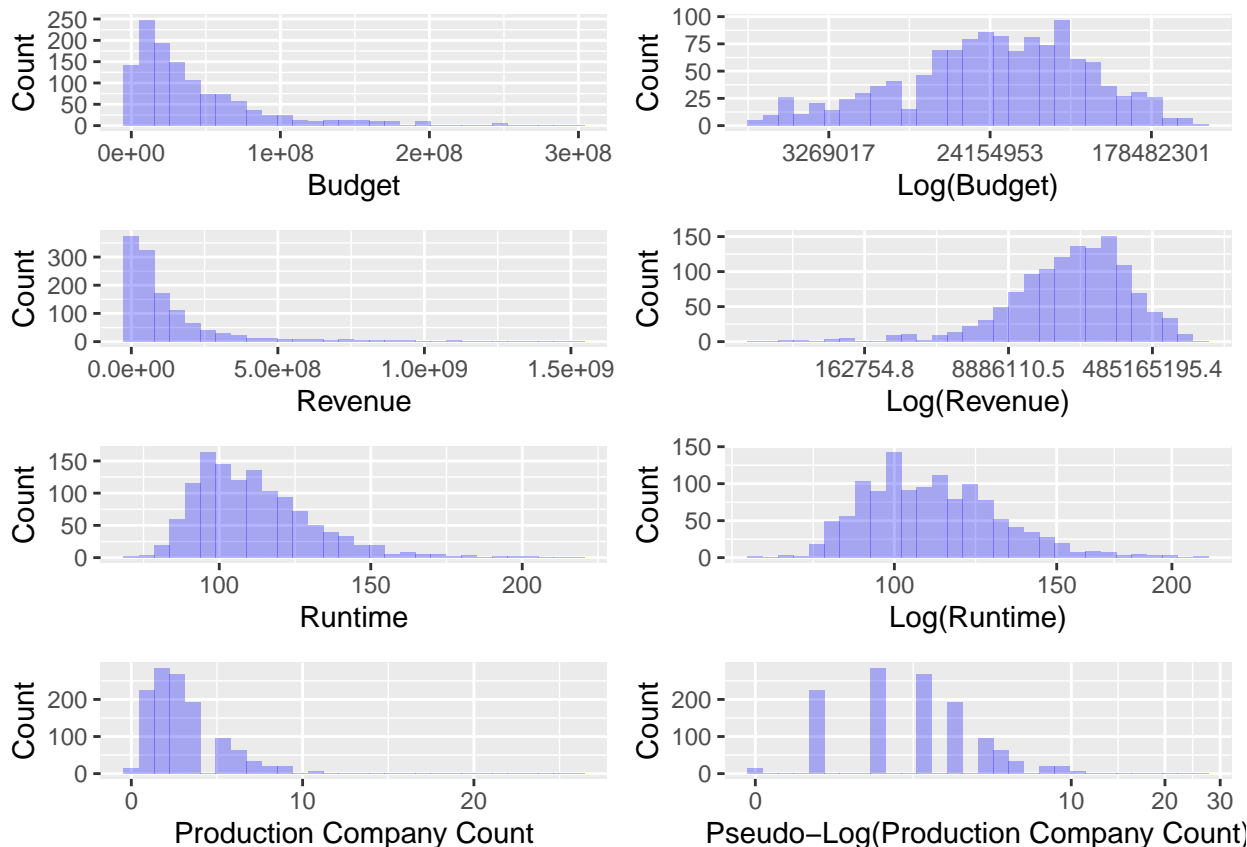 250
200
150
100
50
0
Count
0e+00 1e+08 2e+08 3e+08
Budget
100
75
50
25
0
Count
3269017 24154953 178482301
Log(Budget)
300
200
100
0
Count
0.0e+00 5.0e+08 1.0e+09 1.5e+09
Revenue
150
100
50
0
Count
162754.8 8886110.5 485165195.4
Log(Revenue)
150
100
50
0
Count
100 150 200
Runtime
150
100
50
0
Count
100 150 200
Log(Runtime)
200
100
0
Count
0 10 20
Production Company Count
200
100
0
Count
0 10 20 30
Pseudo−Log(Production Company Count)